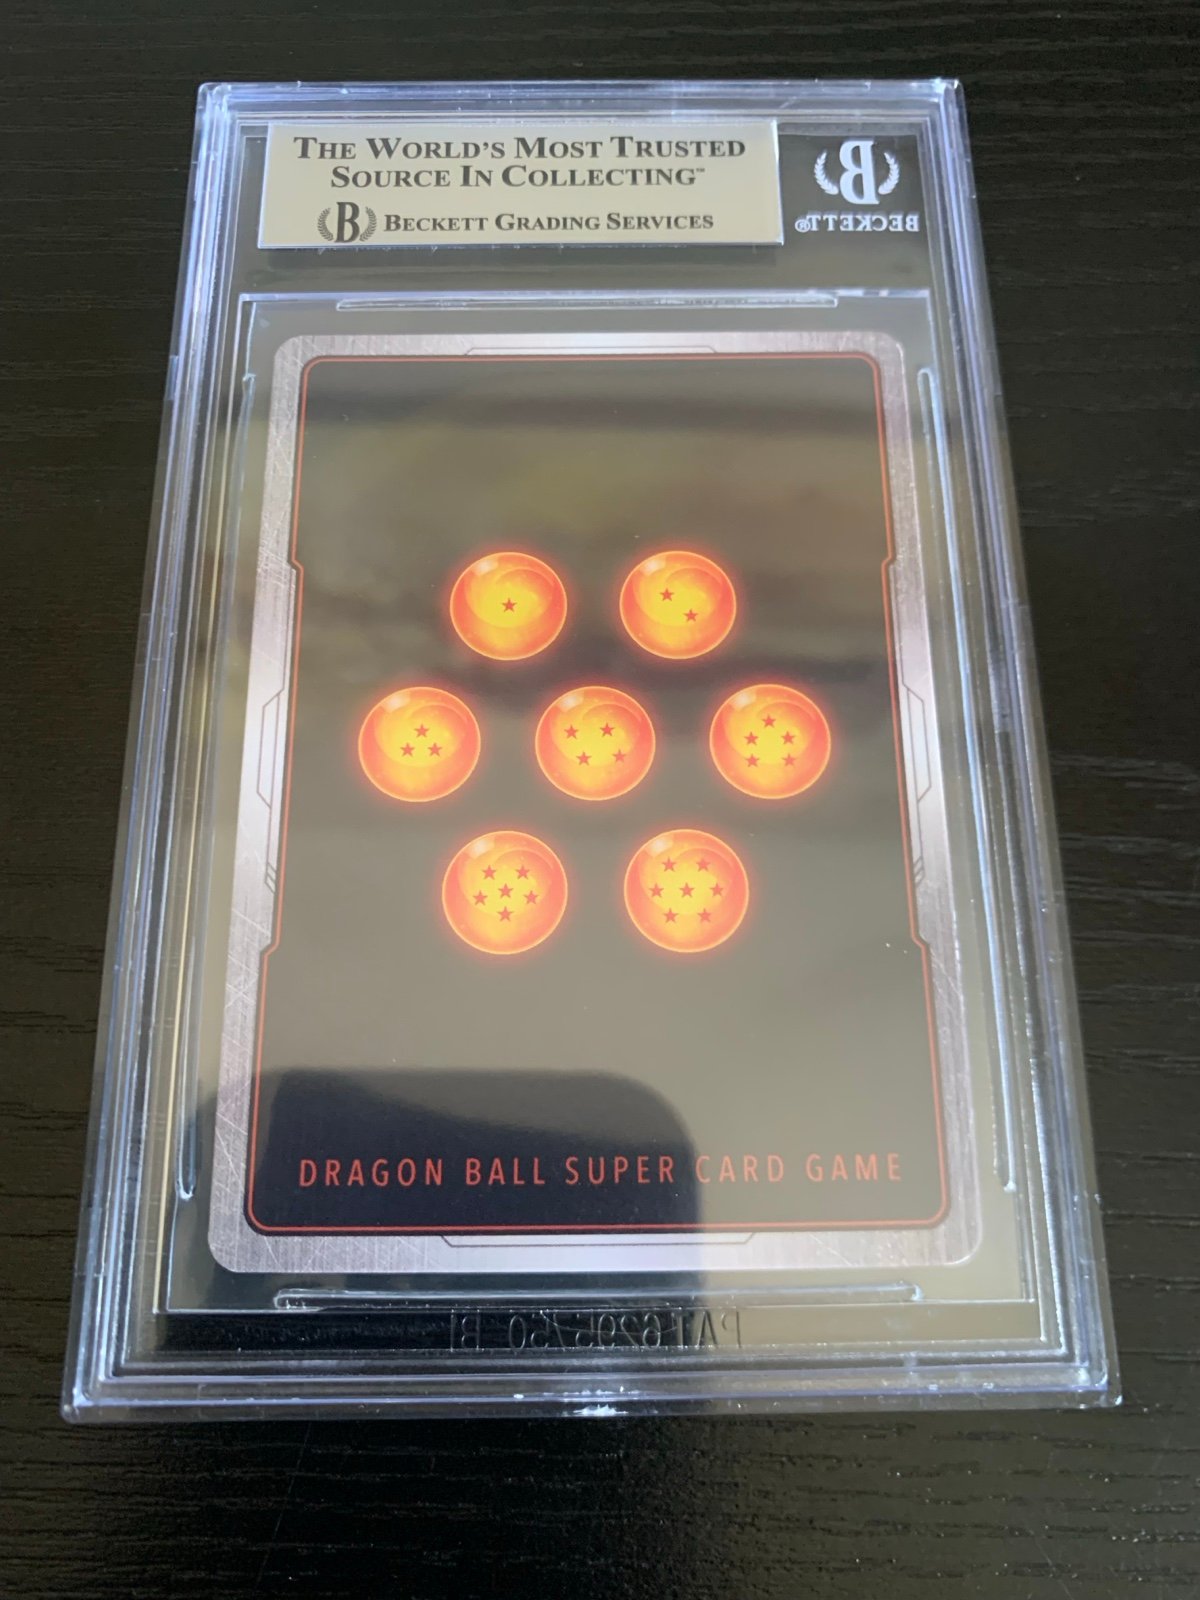 THE WORLD'S MOST TRUSTED
SOURCE IN COLLECTING™
B BECKETT GRADING SERVICES
B
BECKETT®
DRAGON BALL SUPER CARD GAME